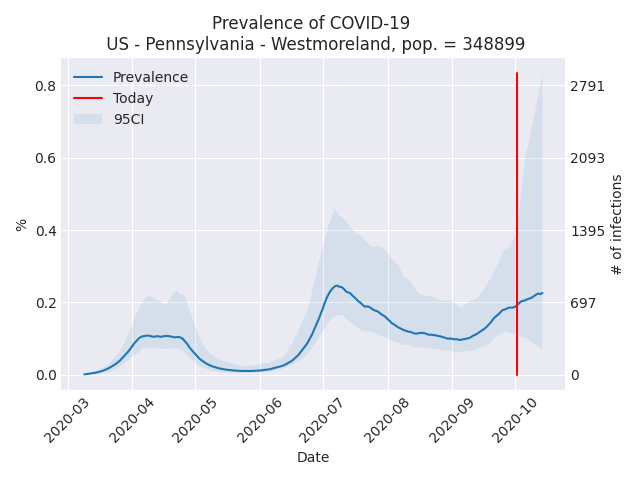 Prevalence of COVID-19
US - Pennsylvania - Westmoreland, pop. = 348899
Prevalence
Today
95CI
0.8
0.6
0.4
0.2
0.0
%
2791
2093
1395
697
0
# of infections
2020-03
2020-04
2020-05
2020-06
2020-07
2020-08
2020-09
2020-10
Date